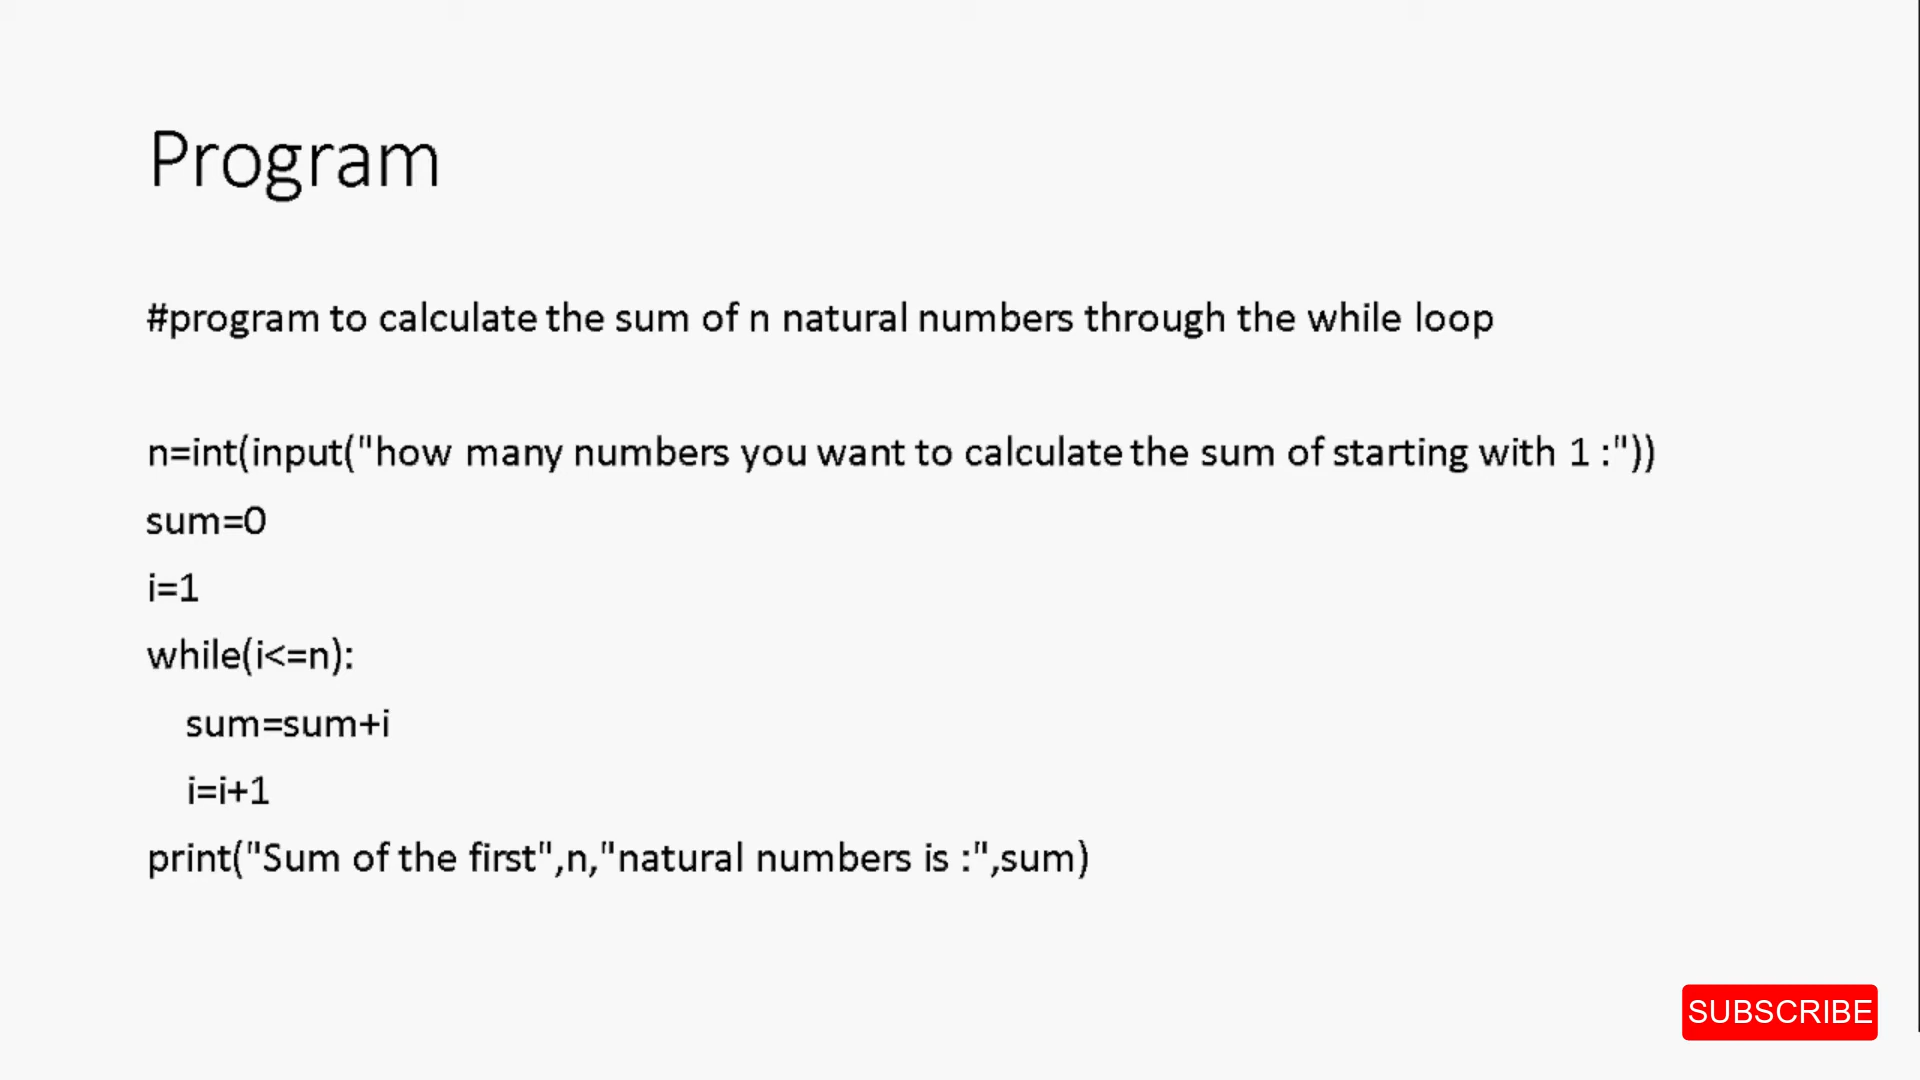 Program
#program to calculate the sum of n natural numbers through the while loop
n=int(input("how many numbers you want to calculate the sum of starting with 1 :"))
sum=0
i=1
while(i<=n):
    sum=sum+i
    i=i+1
print("Sum of the first",n,"natural numbers is :",sum)
SUBSCRIBE